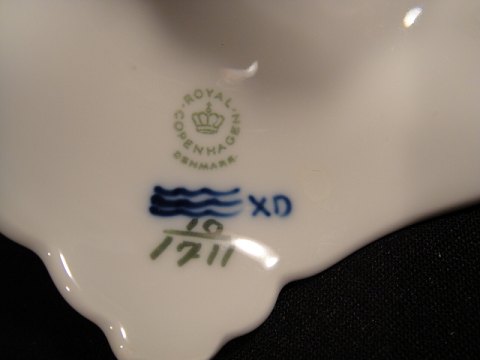 ROYAL
COPENHAGEN
DENMARK
XD
10
1711